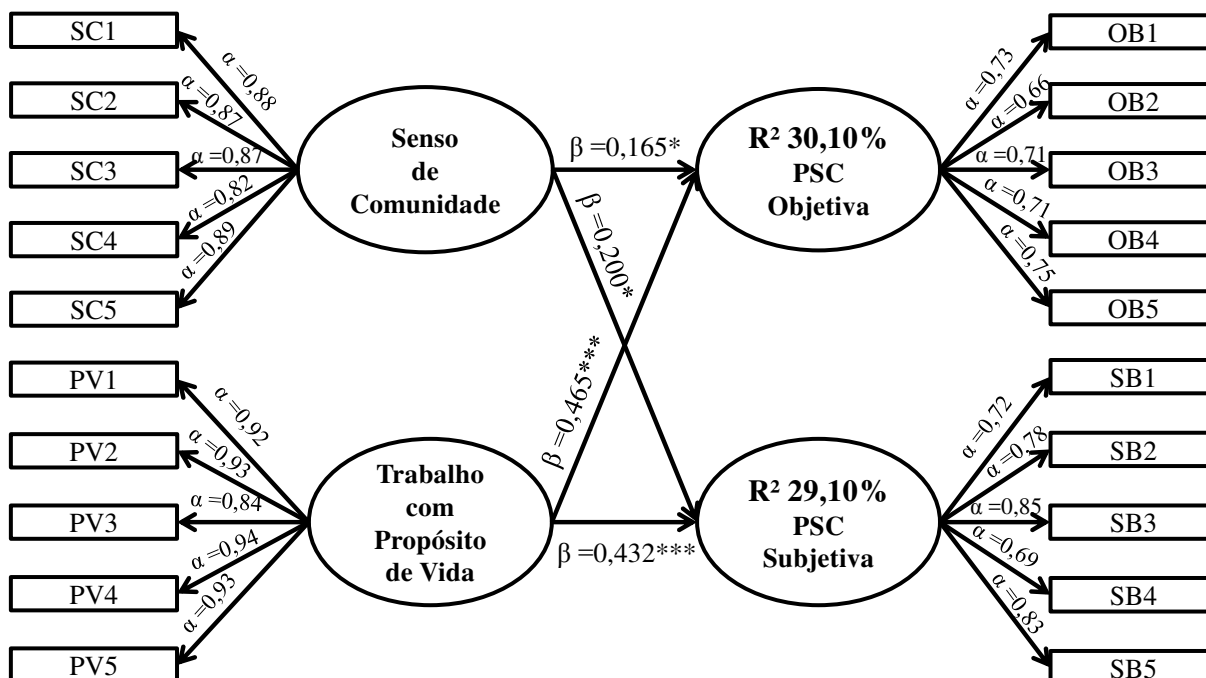 SC1
SC2
SC3
SC4
SC5
α =0,88
α =0,87
α =0,87
α =0,82
α =0,89
Senso
de
Comunidade
β =0,165*
β =0,200*
R² 30,10%
PSC
Objetiva
α =0,73
α =0,66
α =0,71
α =0,71
α =0,75
OB1
OB2
OB3
OB4
OB5
PV1
PV2
PV3
PV4
PV5
α =0,92
α =0,93
α =0,84
α =0,94
α =0,93
Trabalho
com
Propósito
de Vida
β =0,465***
β =0,432***
R² 29,10%
PSC
Subjetiva
α =0,72
α =0,78
α =0,85
α =0,69
α =0,83
SB1
SB2
SB3
SB4
SB5